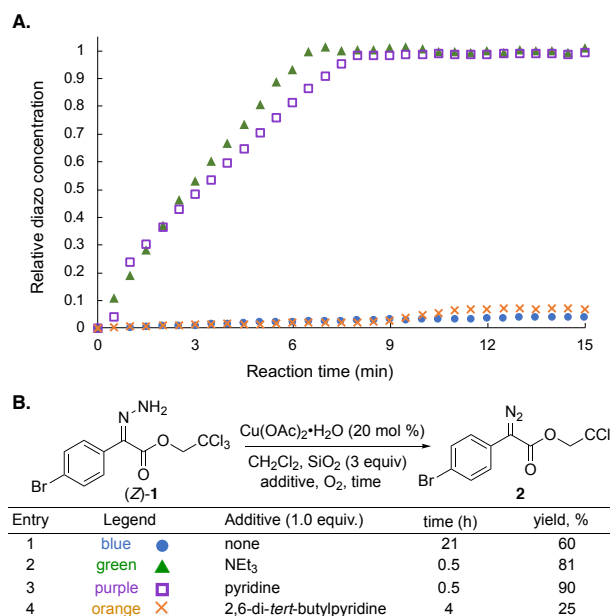 A.
Relative diazo concentration
1
0.9
0.8
0.7
0.6
0.5
0.4
0.3
0.2
0.1
0
0 3 6 9 12 15
Reaction time (min)
B.
N NH₂
O CCl₃
O
Br
(Z)-1
Cu(OAc)₂•H₂O (20 mol %)
CH₂Cl₂, SiO₂ (3 equiv)
additive, O₂, time
N₂
O CCl
O
Br
2
Entry Legend Additive (1.0 equiv.) time (h) yield, %
1 blue none 21 60
2 green NEt₃ 0.5 81
3 purple pyridine 0.5 90
4 orange 2,6-di-tert-butylpyridine 4 25